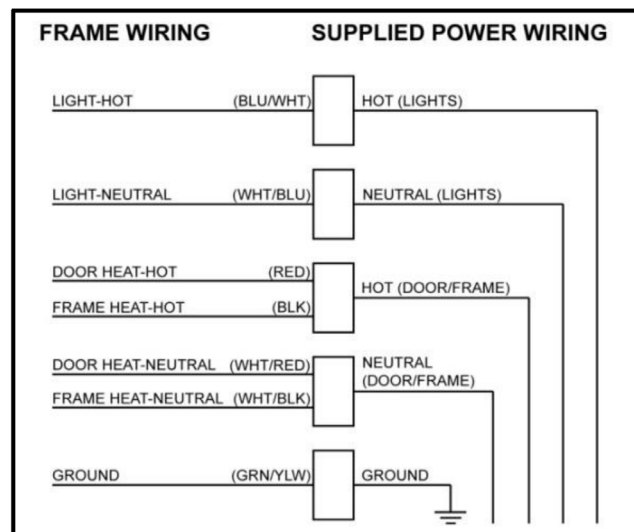 FRAME WIRING SUPPLIED POWER WIRING
LIGHT-HOT (BLU/WHT) HOT (LIGHTS)
LIGHT-NEUTRAL (WHT/BLU) NEUTRAL (LIGHTS)
DOOR HEAT-HOT (RED)
HOT (DOOR/FRAME)
FRAME HEAT-HOT (BLK)
DOOR HEAT-NEUTRAL (WHT/RED) NEUTRAL
(DOOR/FRAME)
FRAME HEAT-NEUTRAL (WHT/BLK)
GROUND (GRN/YLW) GROUND